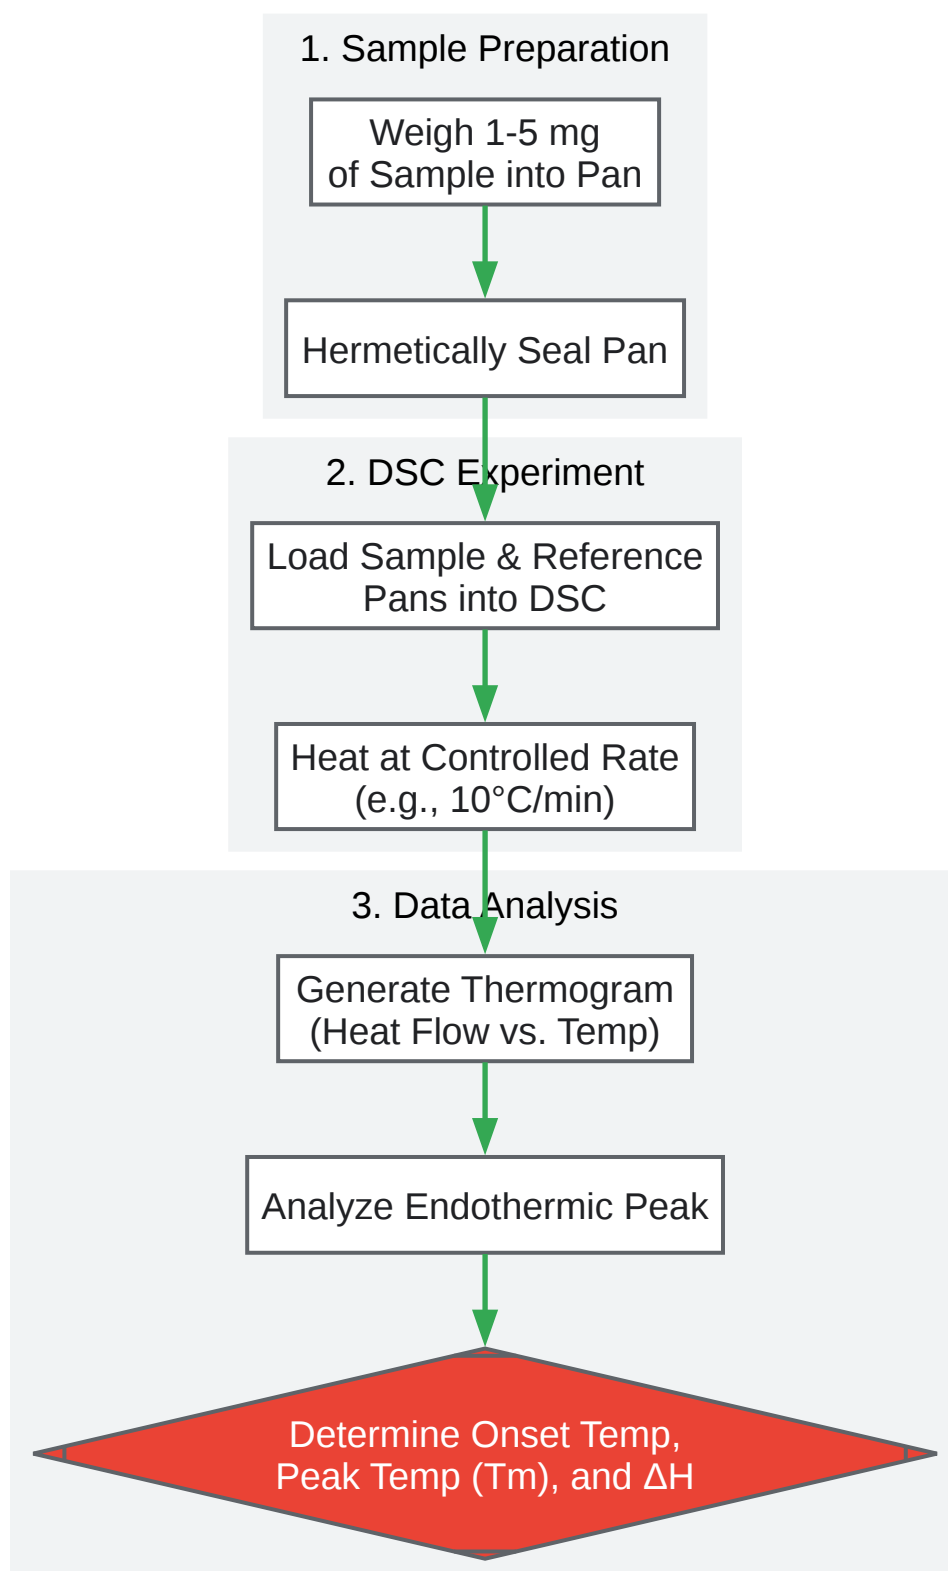 1. Sample Preparation
Weigh 1-5 mg
of Sample into Pan
Hermetically Seal Pan
2. DSC Experiment
Load Sample & Reference
Pans into DSC
Heat at Controlled Rate
(e.g., 10°C/min)
3. Data Analysis
Generate Thermogram
(Heat Flow vs. Temp)
Analyze Endothermic Peak
Determine Onset Temp,
Peak Temp (Tm), and ΔH